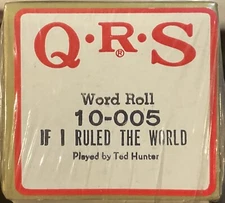 Q·R·S
®
Word Roll
10-005
IF I RULED THE WORLD
Played by Ted Hunter